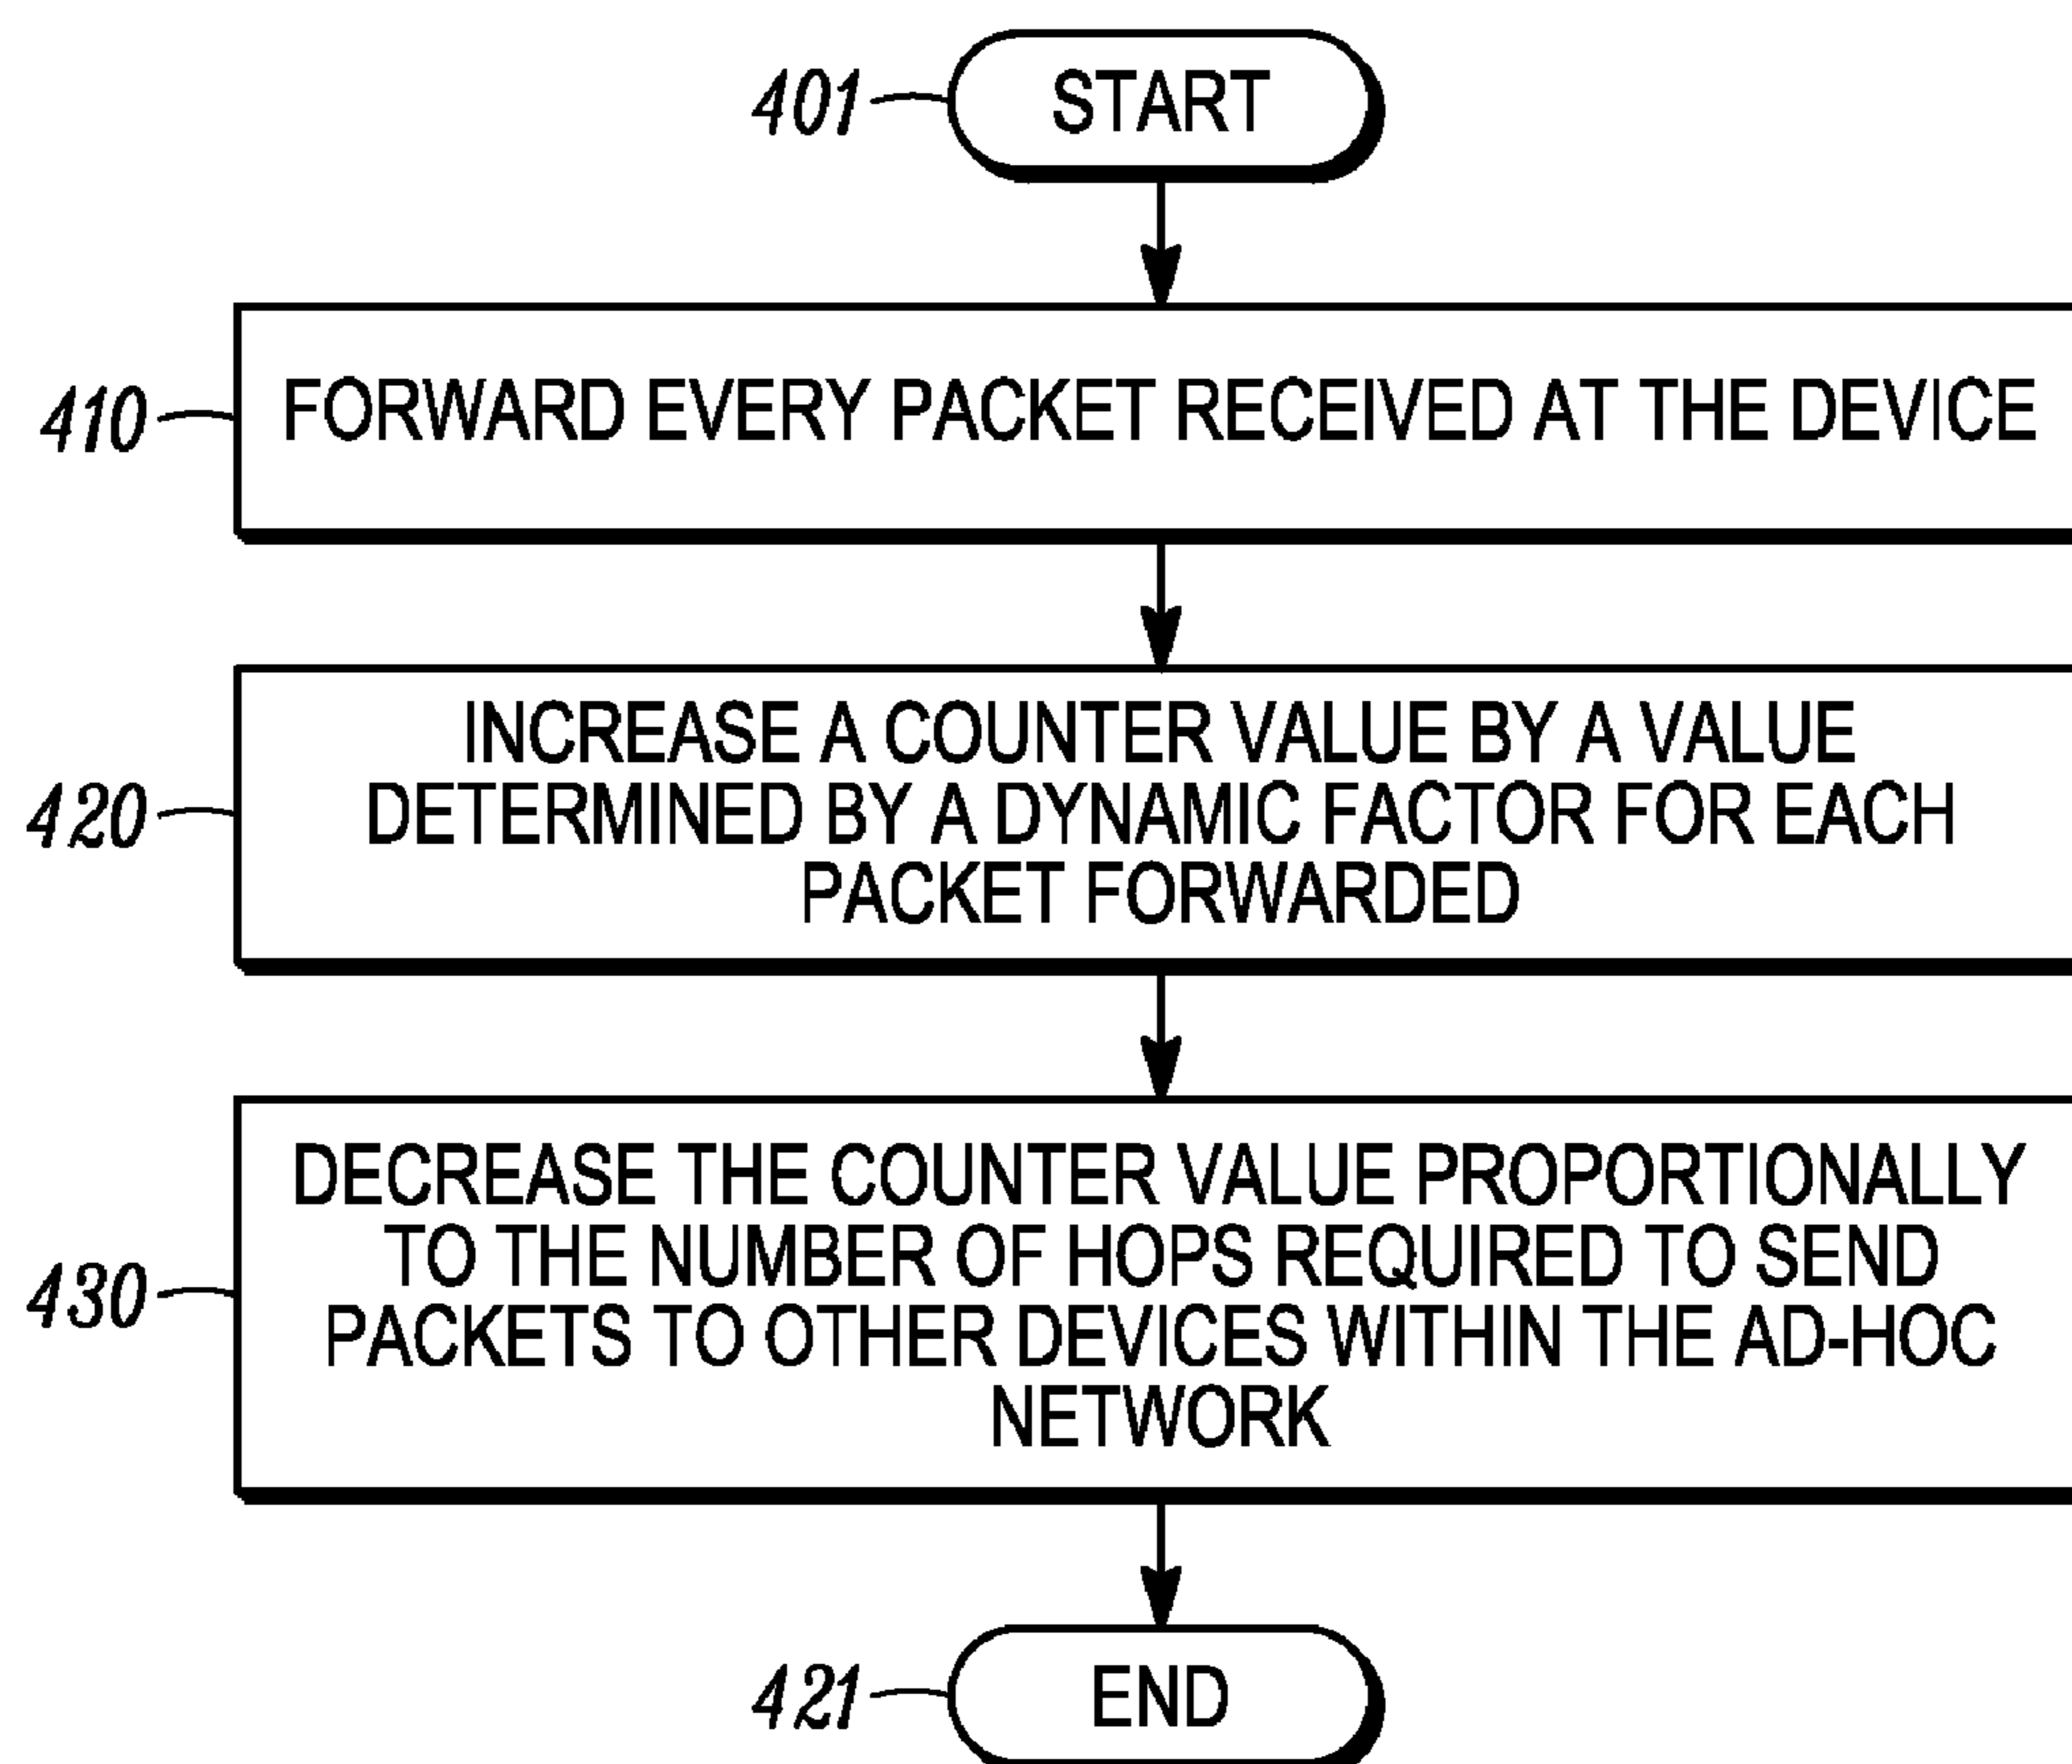 401 START
410 FORWARD EVERY PACKET RECEIVED AT THE DEVICE
INCREASE A COUNTER VALUE BY A VALUE
420 DETERMINED BY A DYNAMIC FACTOR FOR EACH
PACKET FORWARDED
DECREASE THE COUNTER VALUE PROPORTIONALLY
TO THE NUMBER OF HOPS REQUIRED TO SEND
430 PACKETS TO OTHER DEVICES WITHIN THE AD-HOC
NETWORK
421 END